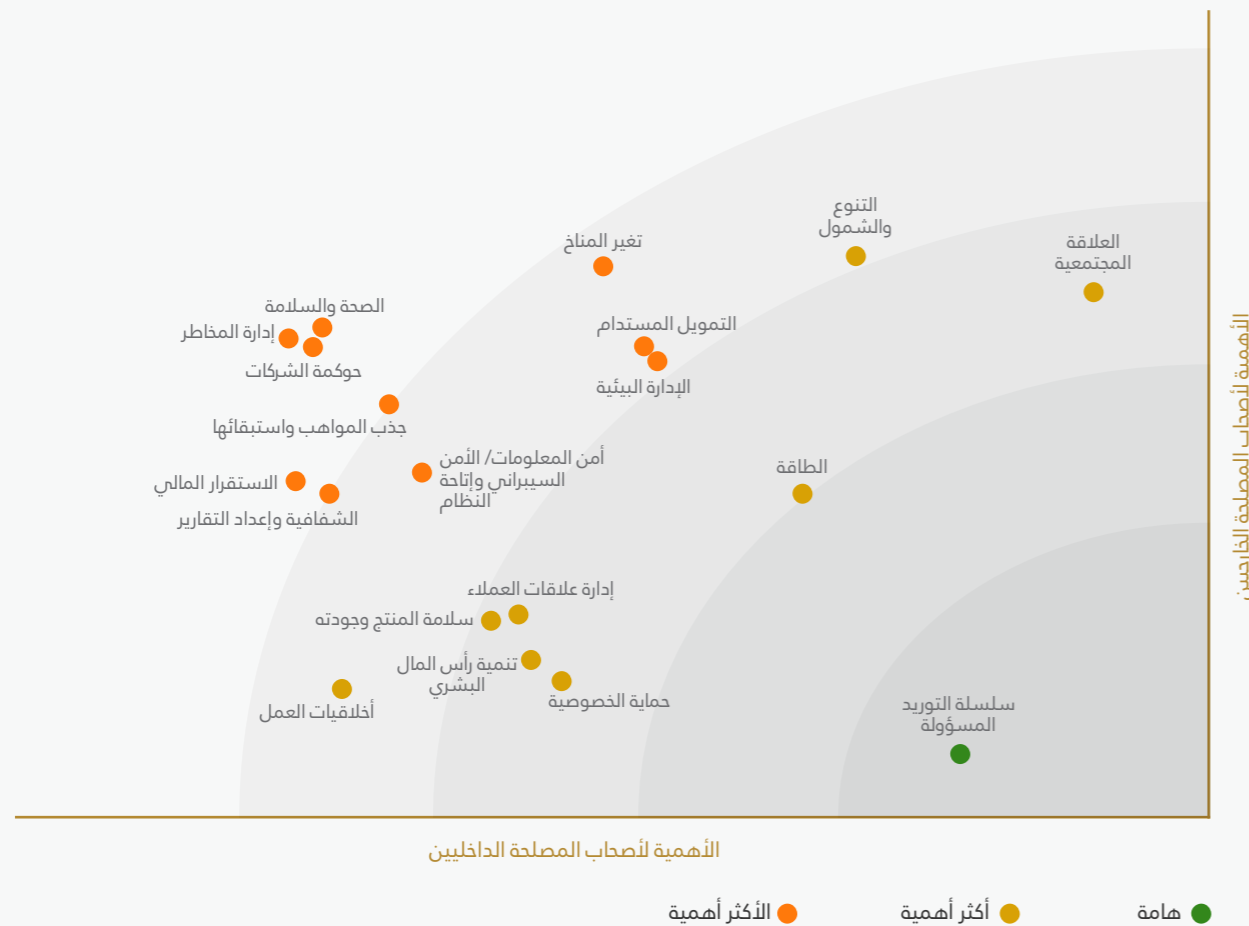 التنوع
والشمول
العلاقة
المجتمعية
تغير المناخ
الصحة والسلامة
إدارة المخاطر
حوكمة الشركات
التمويل المستدام
الإدارة البيئية
جذب المواهب واستبقائها
أمن المعلومات/ الأمن
السيبراني وإتاحة
النظام
الطاقة
الاستقرار المالي
الشفافية وإعداد التقارير
إدارة علاقات العملاء
سلامة المنتج وجودته
تنمية رأس المال
البشري
حماية الخصوصية
أخلاقيات العمل
سلسلة التوريد
المسؤولة
الأهمية لأصحاب المصلحة الخارجيين
الأهمية لأصحاب المصلحة الداخليين
هامة
أكثر أهمية
الأكثر أهمية